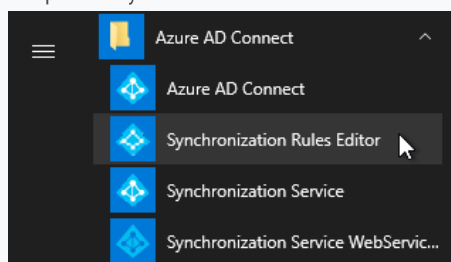 Azure AD Connect
Azure AD Connect
Synchronization Rules Editor
Synchronization Service
Synchronization Service WebServic...